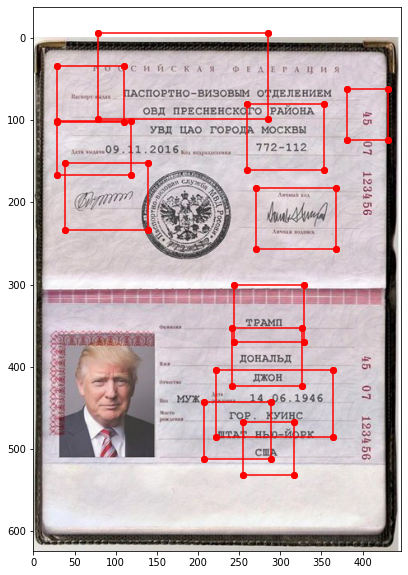 РОССИЙСКАЯ ФЕДЕРАЦИЯ
Паспорт выдан ПАСПОРТНО-ВИЗОВЫМ ОТДЕЛЕНИЕМ
ОВД ПРЕСНЕНСКОГО РАЙОНА
УВД ЦАО ГОРОДА МОСКВЫ
Дата выдачи 09.11.2016 Код подразделения 772-112
45 07 123456
Личный код
Личная подпись
Фамилия ТРАМП
Имя ДОНАЛЬД
Отчество ДЖОН
Пол МУЖ Дата рождения 14.06.1946
Место рождения ГОР. КУИНС
ШТАТ НЬЮ-ЙОРК
США
45 07 123456
0
100
200
300
400
500
600
0 50 100 150 200 250 300 350 400